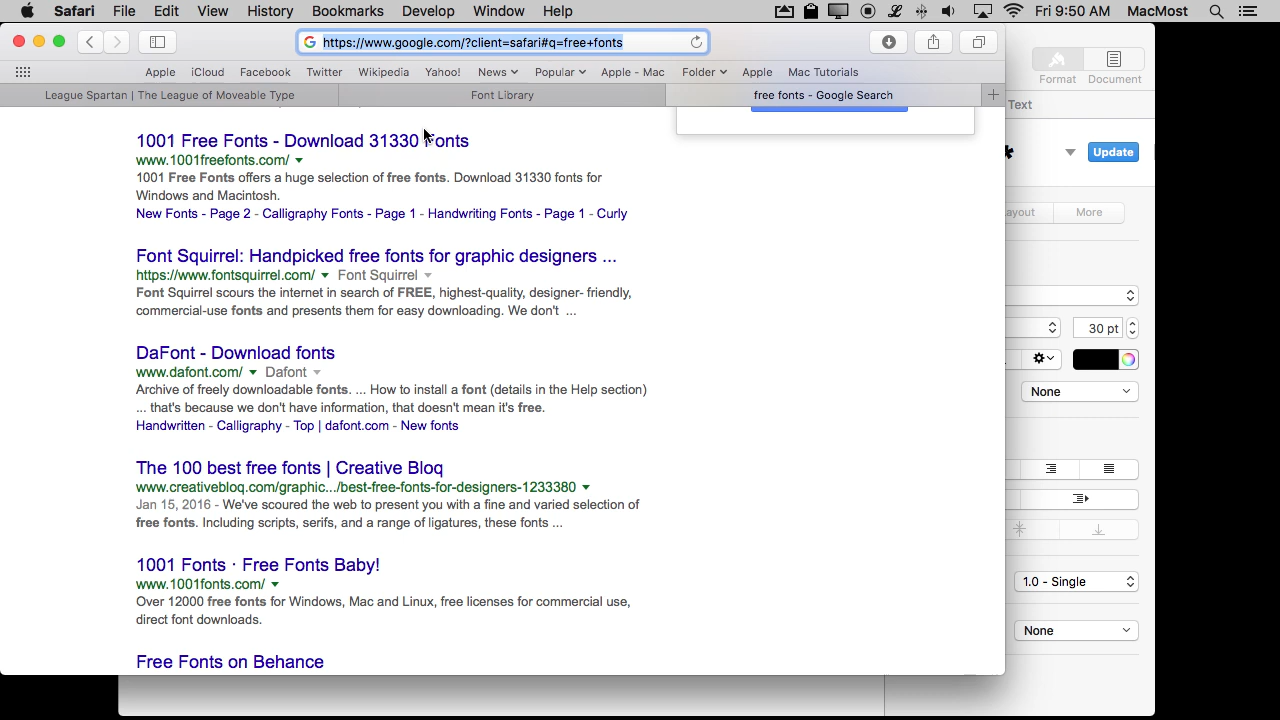 Safari File Edit View History Bookmarks Develop Window Help Fri 9:50 AM MacMost
https://www.google.com/?client=safari#q=free+fonts
Apple iCloud Facebook Twitter Wikipedia Yahoo! News Popular Apple - Mac Folder Apple Mac Tutorials
League Spartan | The League of Moveable Type Font Library free fonts - Google Search
1001 Free Fonts - Download 31330 Fonts
www.1001freefonts.com/
1001 Free Fonts offers a huge selection of free fonts. Download 31330 fonts for
Windows and Macintosh.
New Fonts - Page 2 - Calligraphy Fonts - Page 1 - Handwriting Fonts - Page 1 - Curly
Font Squirrel: Handpicked free fonts for graphic designers ...
https://www.fontsquirrel.com/ Font Squirrel
Font Squirrel scours the internet in search of FREE, highest-quality, designer- friendly,
commercial-use fonts and presents them for easy downloading. We don't ...
DaFont - Download fonts
www.dafont.com/ Dafont
Archive of freely downloadable fonts. ... How to install a font (details in the Help section)
... that's because we don't have information, that doesn't mean it's free.
Handwritten - Calligraphy - Top | dafont.com - New fonts
The 100 best free fonts | Creative Bloq
www.creativebloq.com/graphic.../best-free-fonts-for-designers-1233380
Jan 15, 2016 - We've scoured the web to present you with a fine and varied selection of
free fonts. Including scripts, serifs, and a range of ligatures, these fonts ...
1001 Fonts · Free Fonts Baby!
www.1001fonts.com/
Over 12000 free fonts for Windows, Mac and Linux, free licenses for commercial use,
direct font downloads.
Free Fonts on Behance
Format Document
Text
* Update
ayout More
30 pt
None
1.0 - Single
None